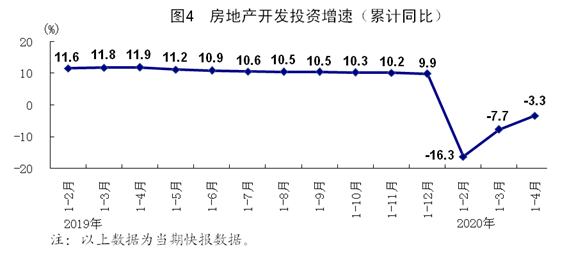 图4 房地产开发投资增速（累计同比）
(%)
20
10
0
-10
-20
11.6 11.8 11.9 11.2 10.9 10.6 10.5 10.5 10.3 10.2 9.9 -16.3 -7.7 -3.3
1-2月 1-3月 1-4月 1-5月 1-6月 1-7月 1-8月 1-9月 1-10月 1-11月 1-12月 1-2月 1-3月 1-4月
2019年 2020年
注：以上数据为当期快报数据。